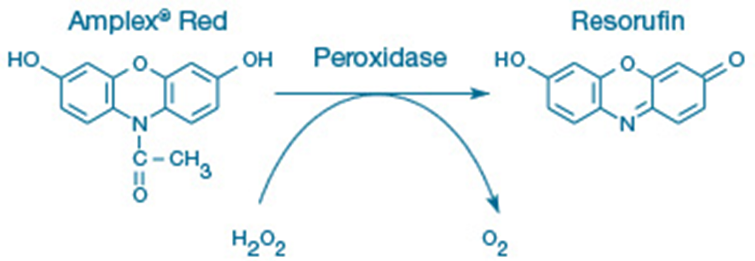 Amplex® Red
Resorufin
HO
O
OH
N
C-CH3
O
Peroxidase
HO
O
O
N
H2O2
O2